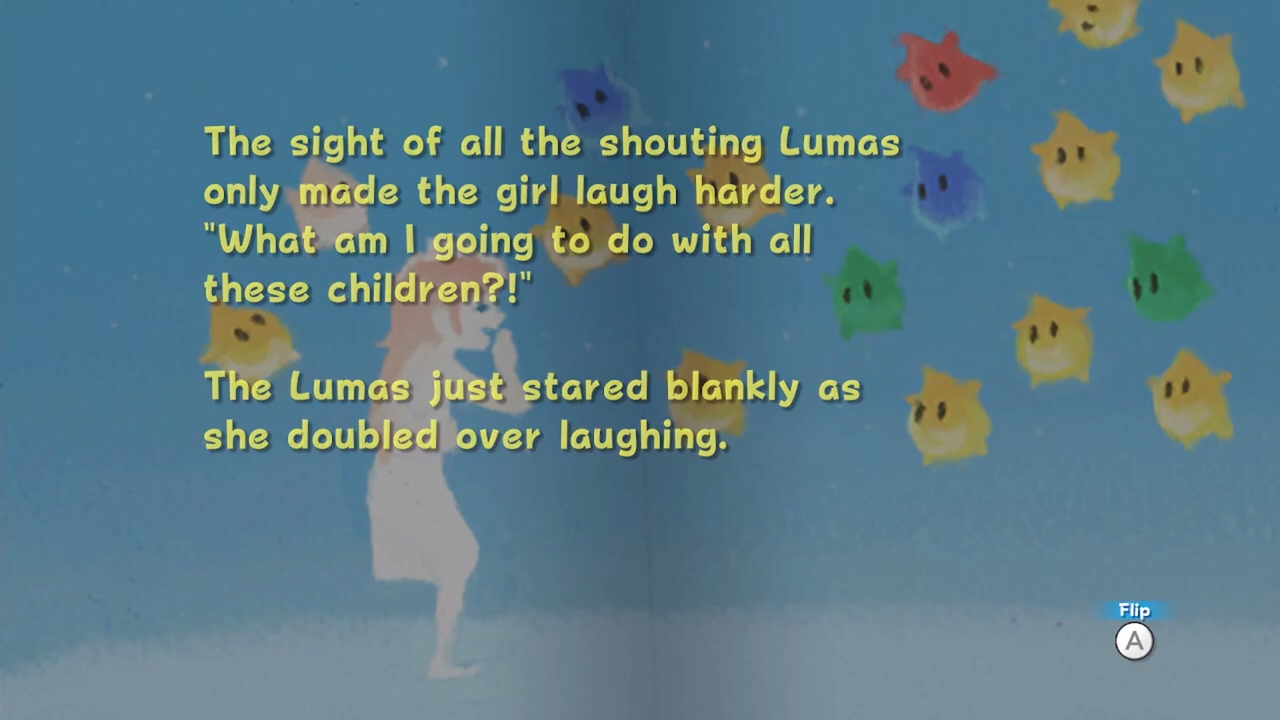 The sight of all the shouting Lumas
only made the girl laugh harder.
"What am I going to do with all
these children?!"
The Lumas just stared blankly as
she doubled over laughing.
Flip
A